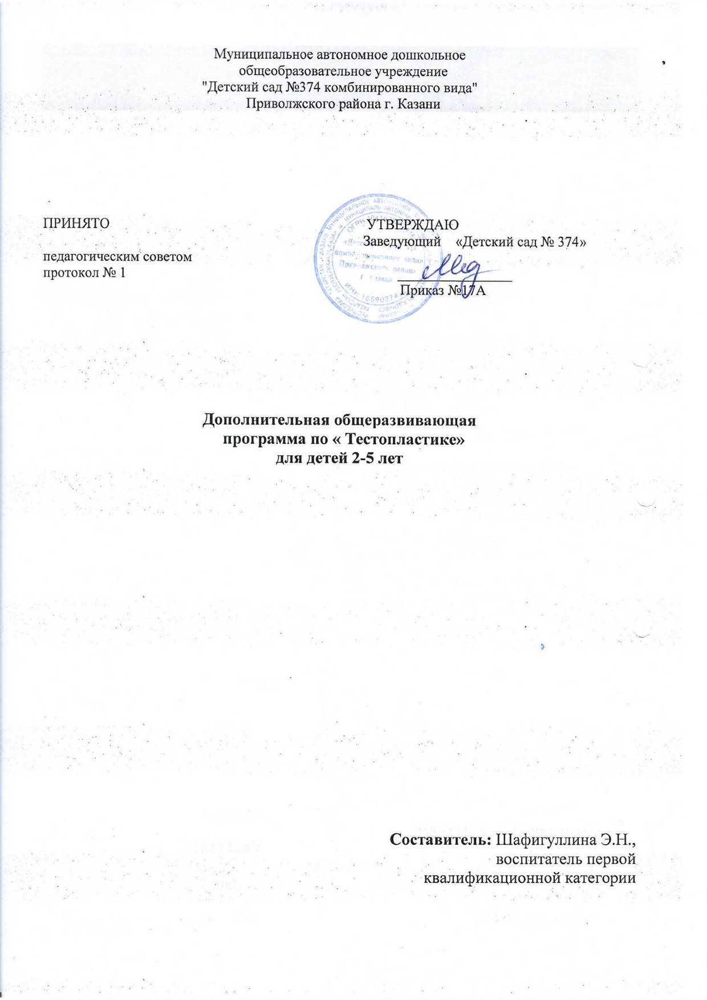 Муниципальное автономное дошкольное
общеобразовательное учреждение
"Детский сад №374 комбинированного вида"
Приволжского района г. Казани
ПРИНЯТО
педагогическим советом
протокол № 1
УТВЕРЖДАЮ
Заведующий «Детский сад № 374»
Приказ №17А
Дополнительная общеразвивающая
программа по « Тестопластике»
для детей 2-5 лет
Составитель: Шафигуллина Э.Н.,
воспитатель первой
квалификационной категории